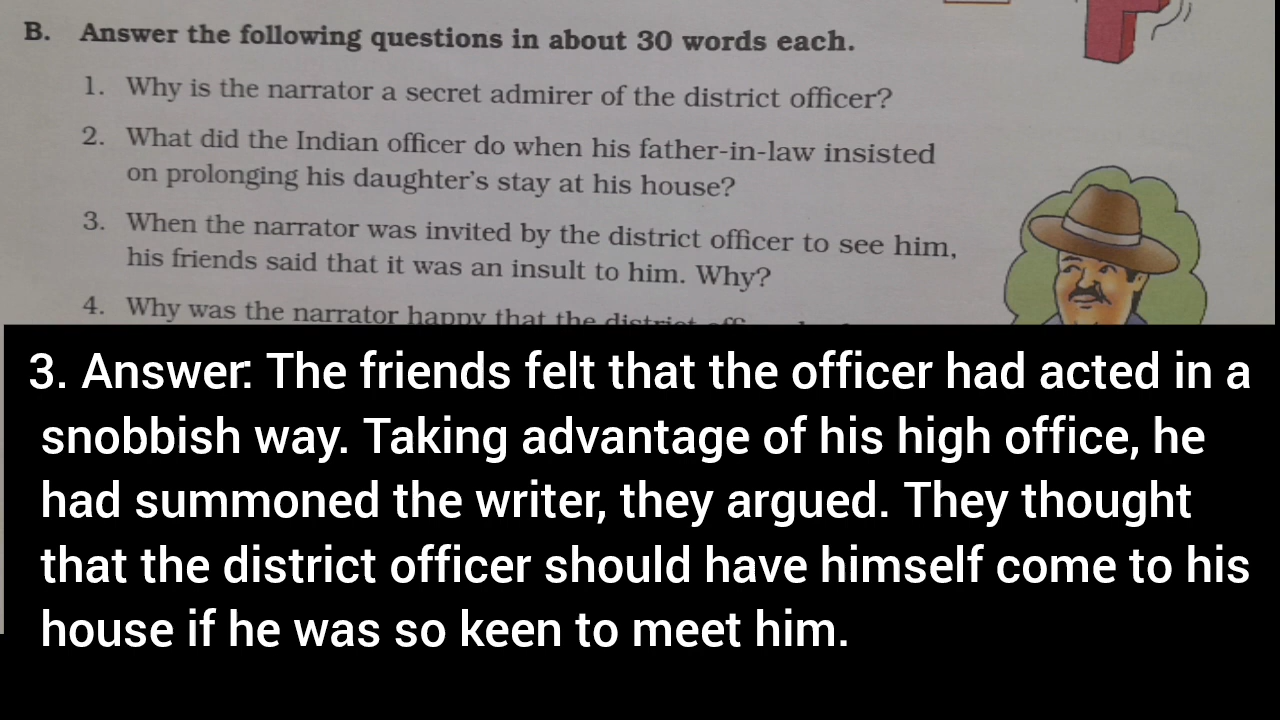 B. Answer the following questions in about 30 words each.
1. Why is the narrator a secret admirer of the district officer?
2. What did the Indian officer do when his father-in-law insisted
on prolonging his daughter's stay at his house?
3. When the narrator was invited by the district officer to see him,
his friends said that it was an insult to him. Why?
4. Why was the narrator happy that the district
3. Answer: The friends felt that the officer had acted in a
snobbish way. Taking advantage of his high office, he
had summoned the writer, they argued. They thought
that the district officer should have himself come to his
house if he was so keen to meet him.